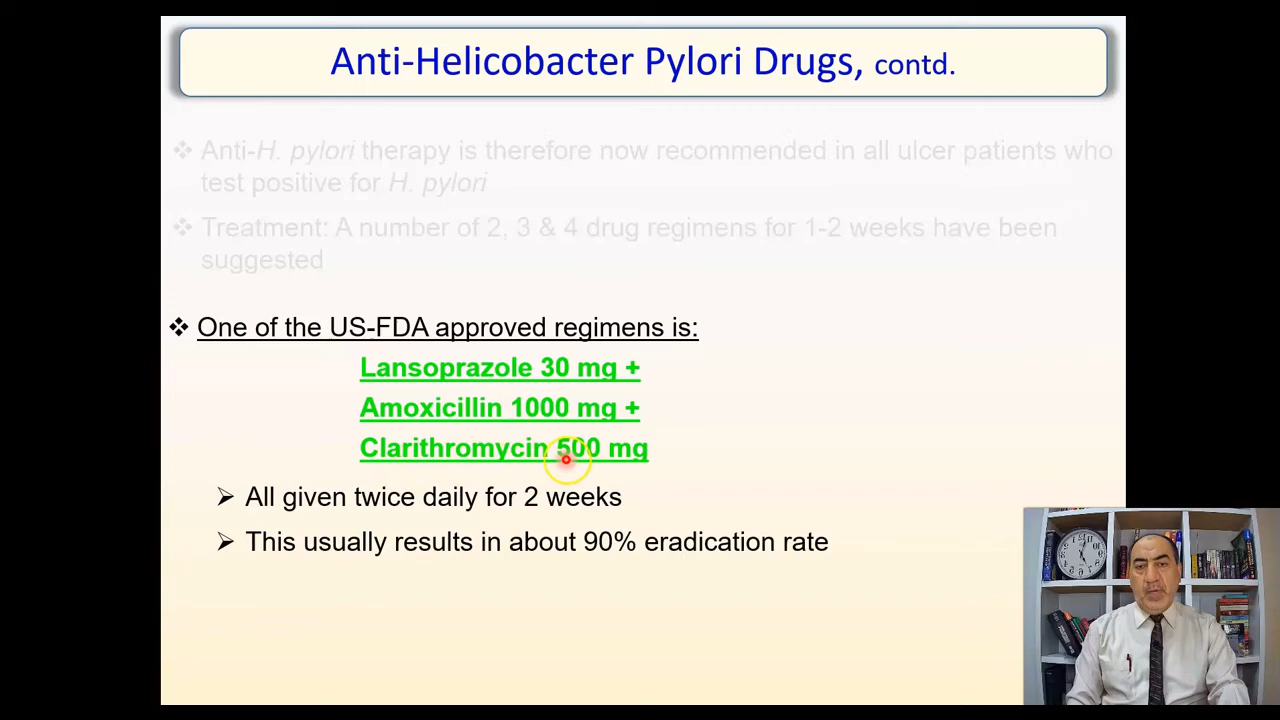 Anti-Helicobacter Pylori Drugs, contd.
❖ Anti-H. pylori therapy is therefore now recommended in all ulcer patients who
test positive for H. pylori
❖ Treatment: A number of 2, 3 & 4 drug regimens for 1-2 weeks have been
suggested
❖ One of the US-FDA approved regimens is:
Lansoprazole 30 mg +
Amoxicillin 1000 mg +
Clarithromycin 500 mg
➢ All given twice daily for 2 weeks
➢ This usually results in about 90% eradication rate